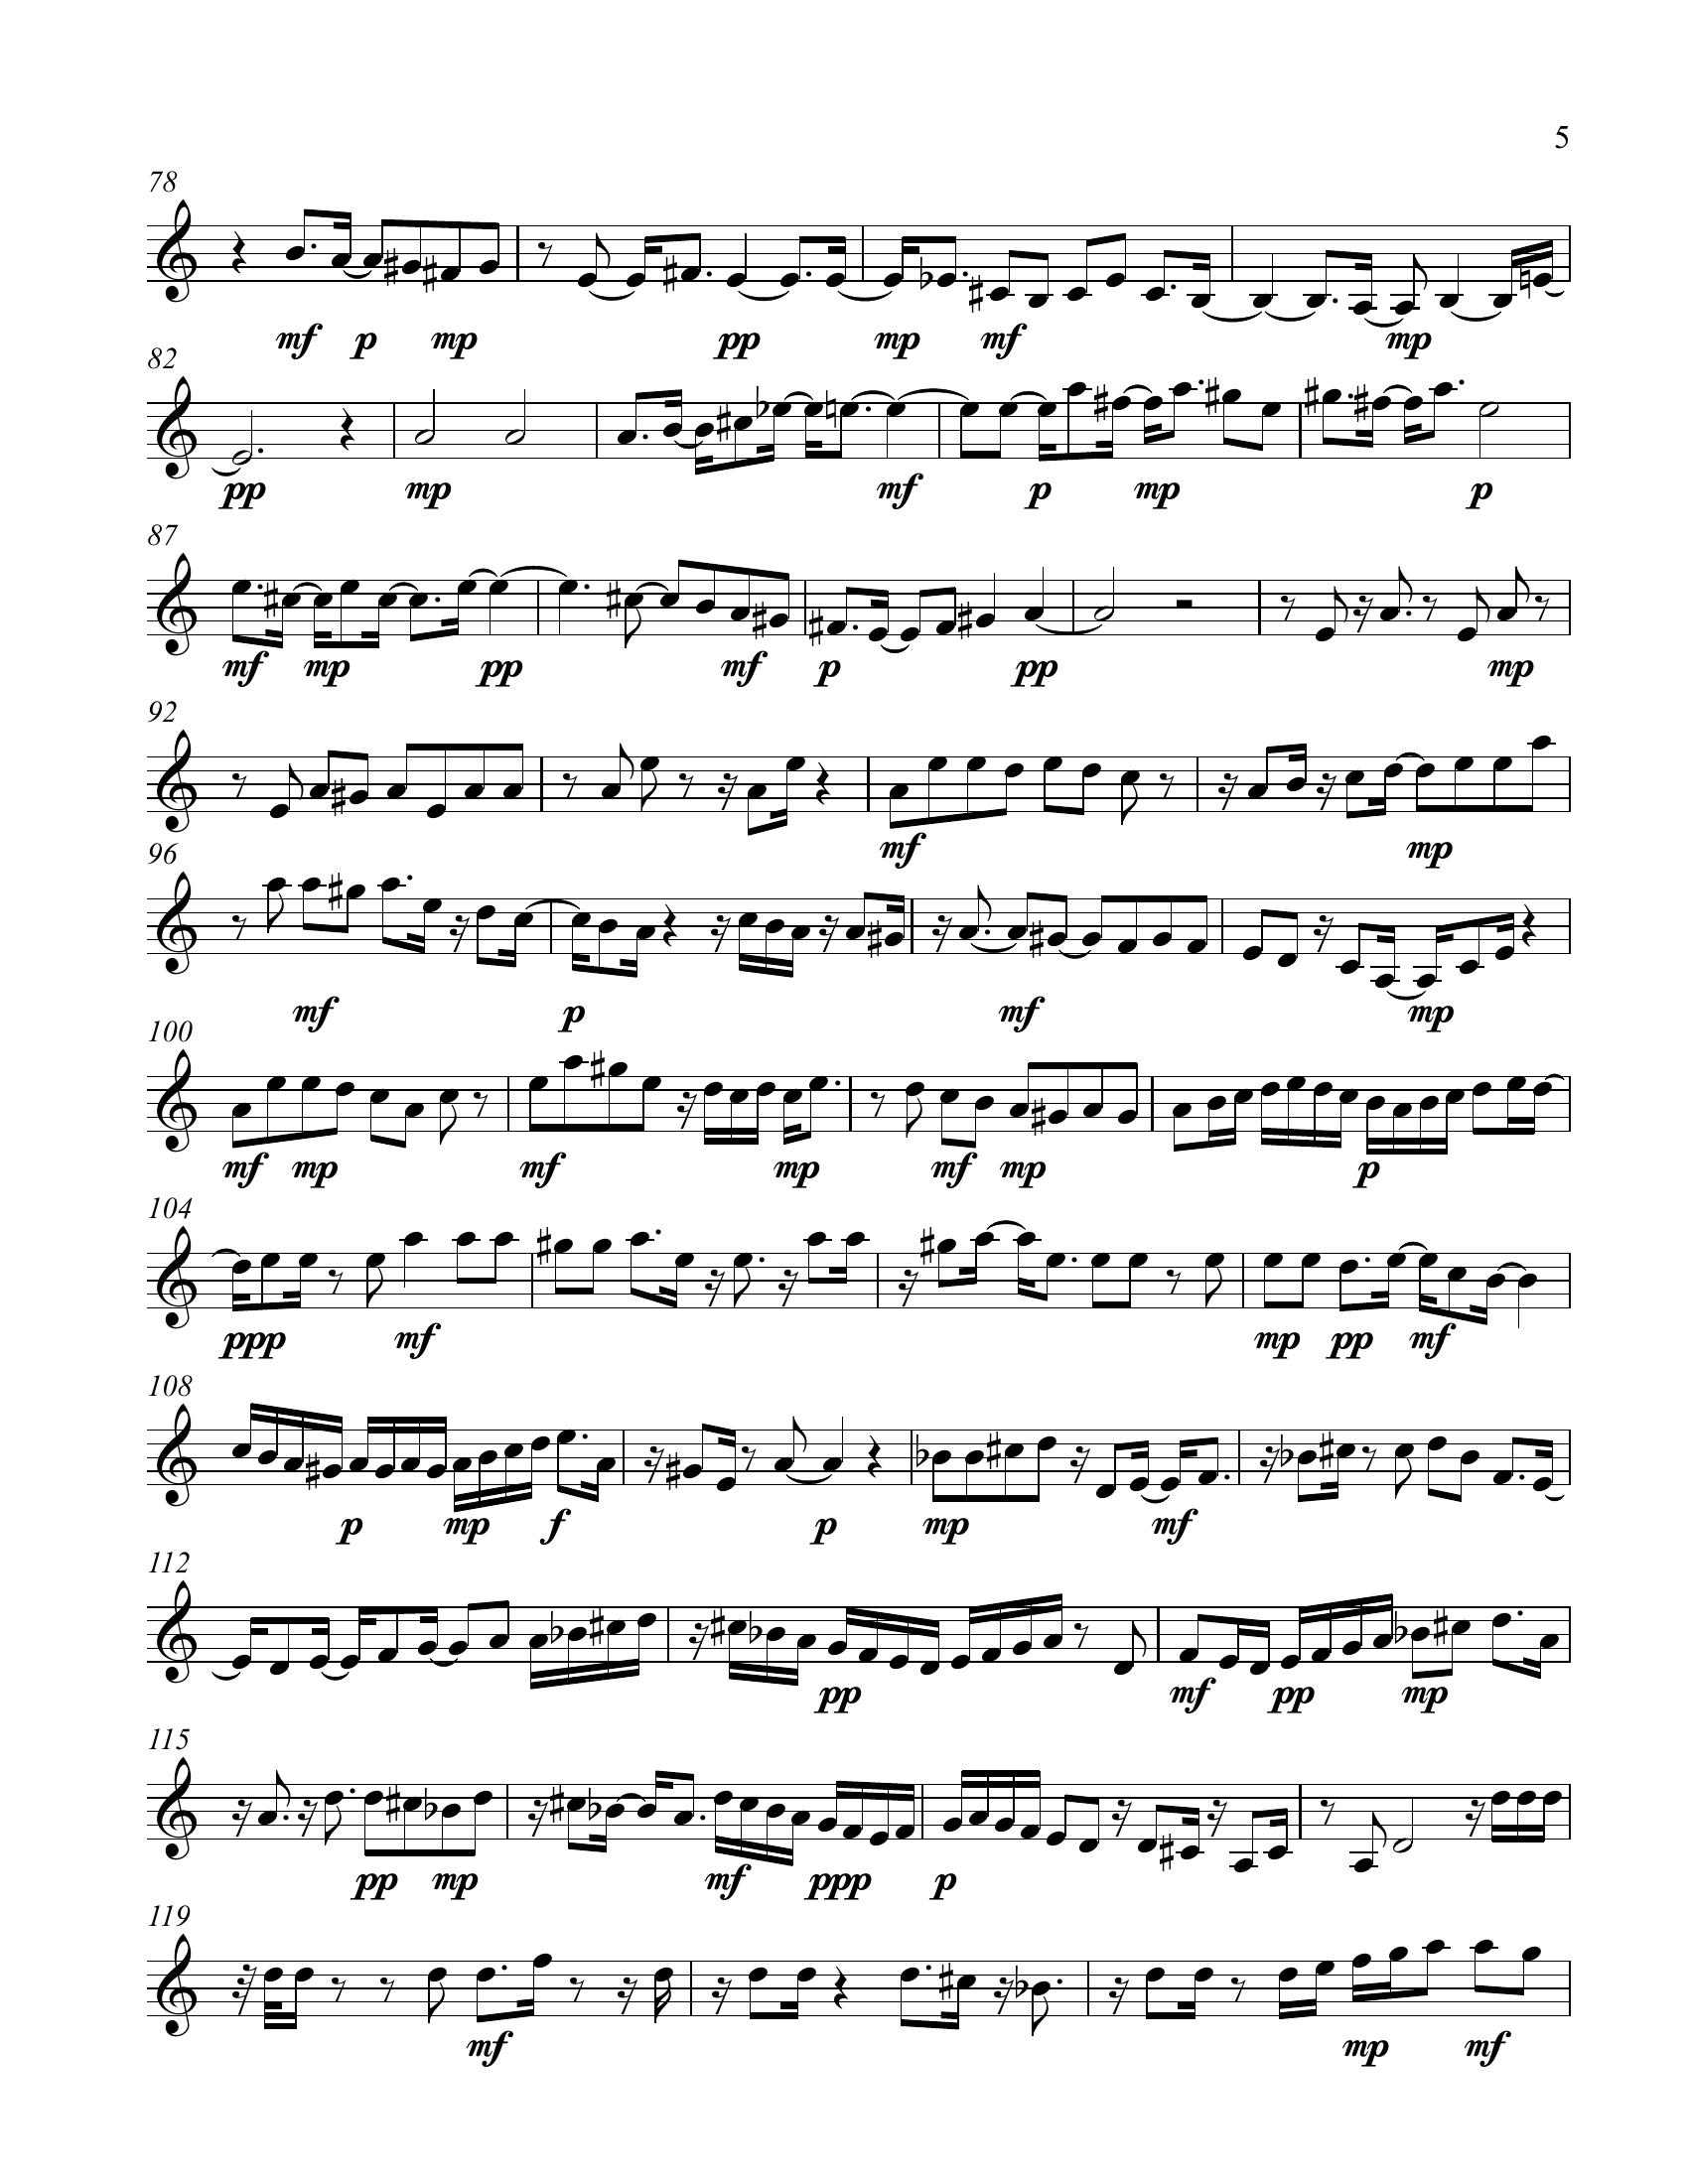 5
78
mf p mp pp mp mf mp
82
pp mp mf p mp p
87
mf mp pp mf p pp mp
92
mf mp
96
mf p mf mp
100
mf mp mf mp mf mp p
104
ppp mf mp pp mf
108
p mp f p mp mf
112
pp mf pp mp
115
pp mp mf ppp p
119
mf mp mf